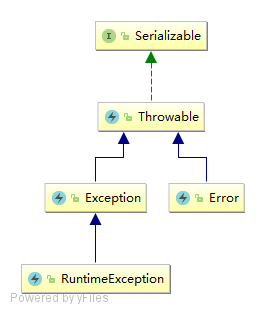 Serializable
Throwable
Exception
Error
RuntimeException
Powered by yFiles